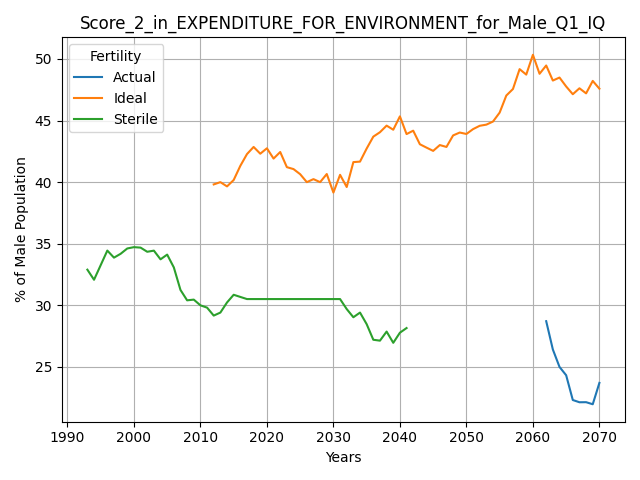 Score_2_in_EXPENDITURE_FOR_ENVIRONMENT_for_Male_Q1_IQ
Fertility
Actual
Ideal
Sterile
% of Male Population
50
45
40
35
30
25
1990 2000 2010 2020 2030 2040 2050 2060 2070
Years